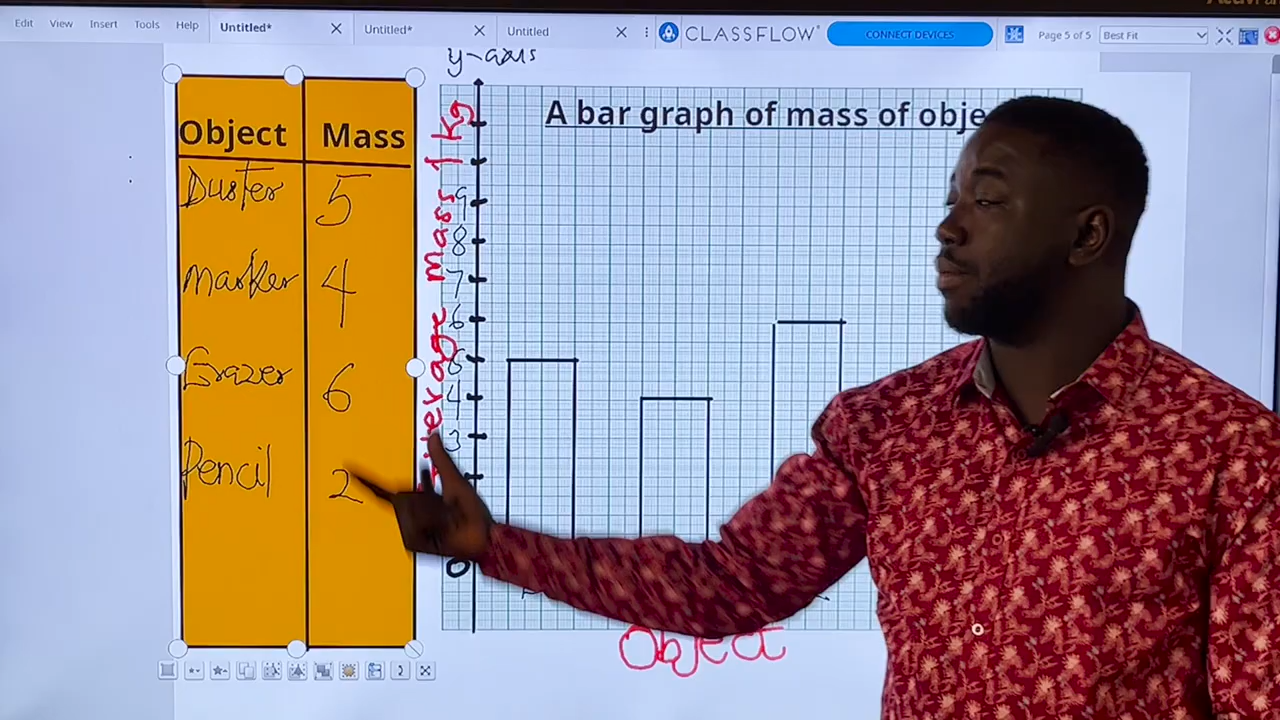 Edit View Insert Tools Help Untitled* Untitled* Untitled CLASSFLOW CONNECT DEVICES Page 5 of 5 Best Fit
y-axis
A bar graph of mass of obje
Object Mass
Duster 5
Marker 4
Erazer 6
Pencil 2
Average Mass / kg
9
8
7
6
5
4
3
0
Object